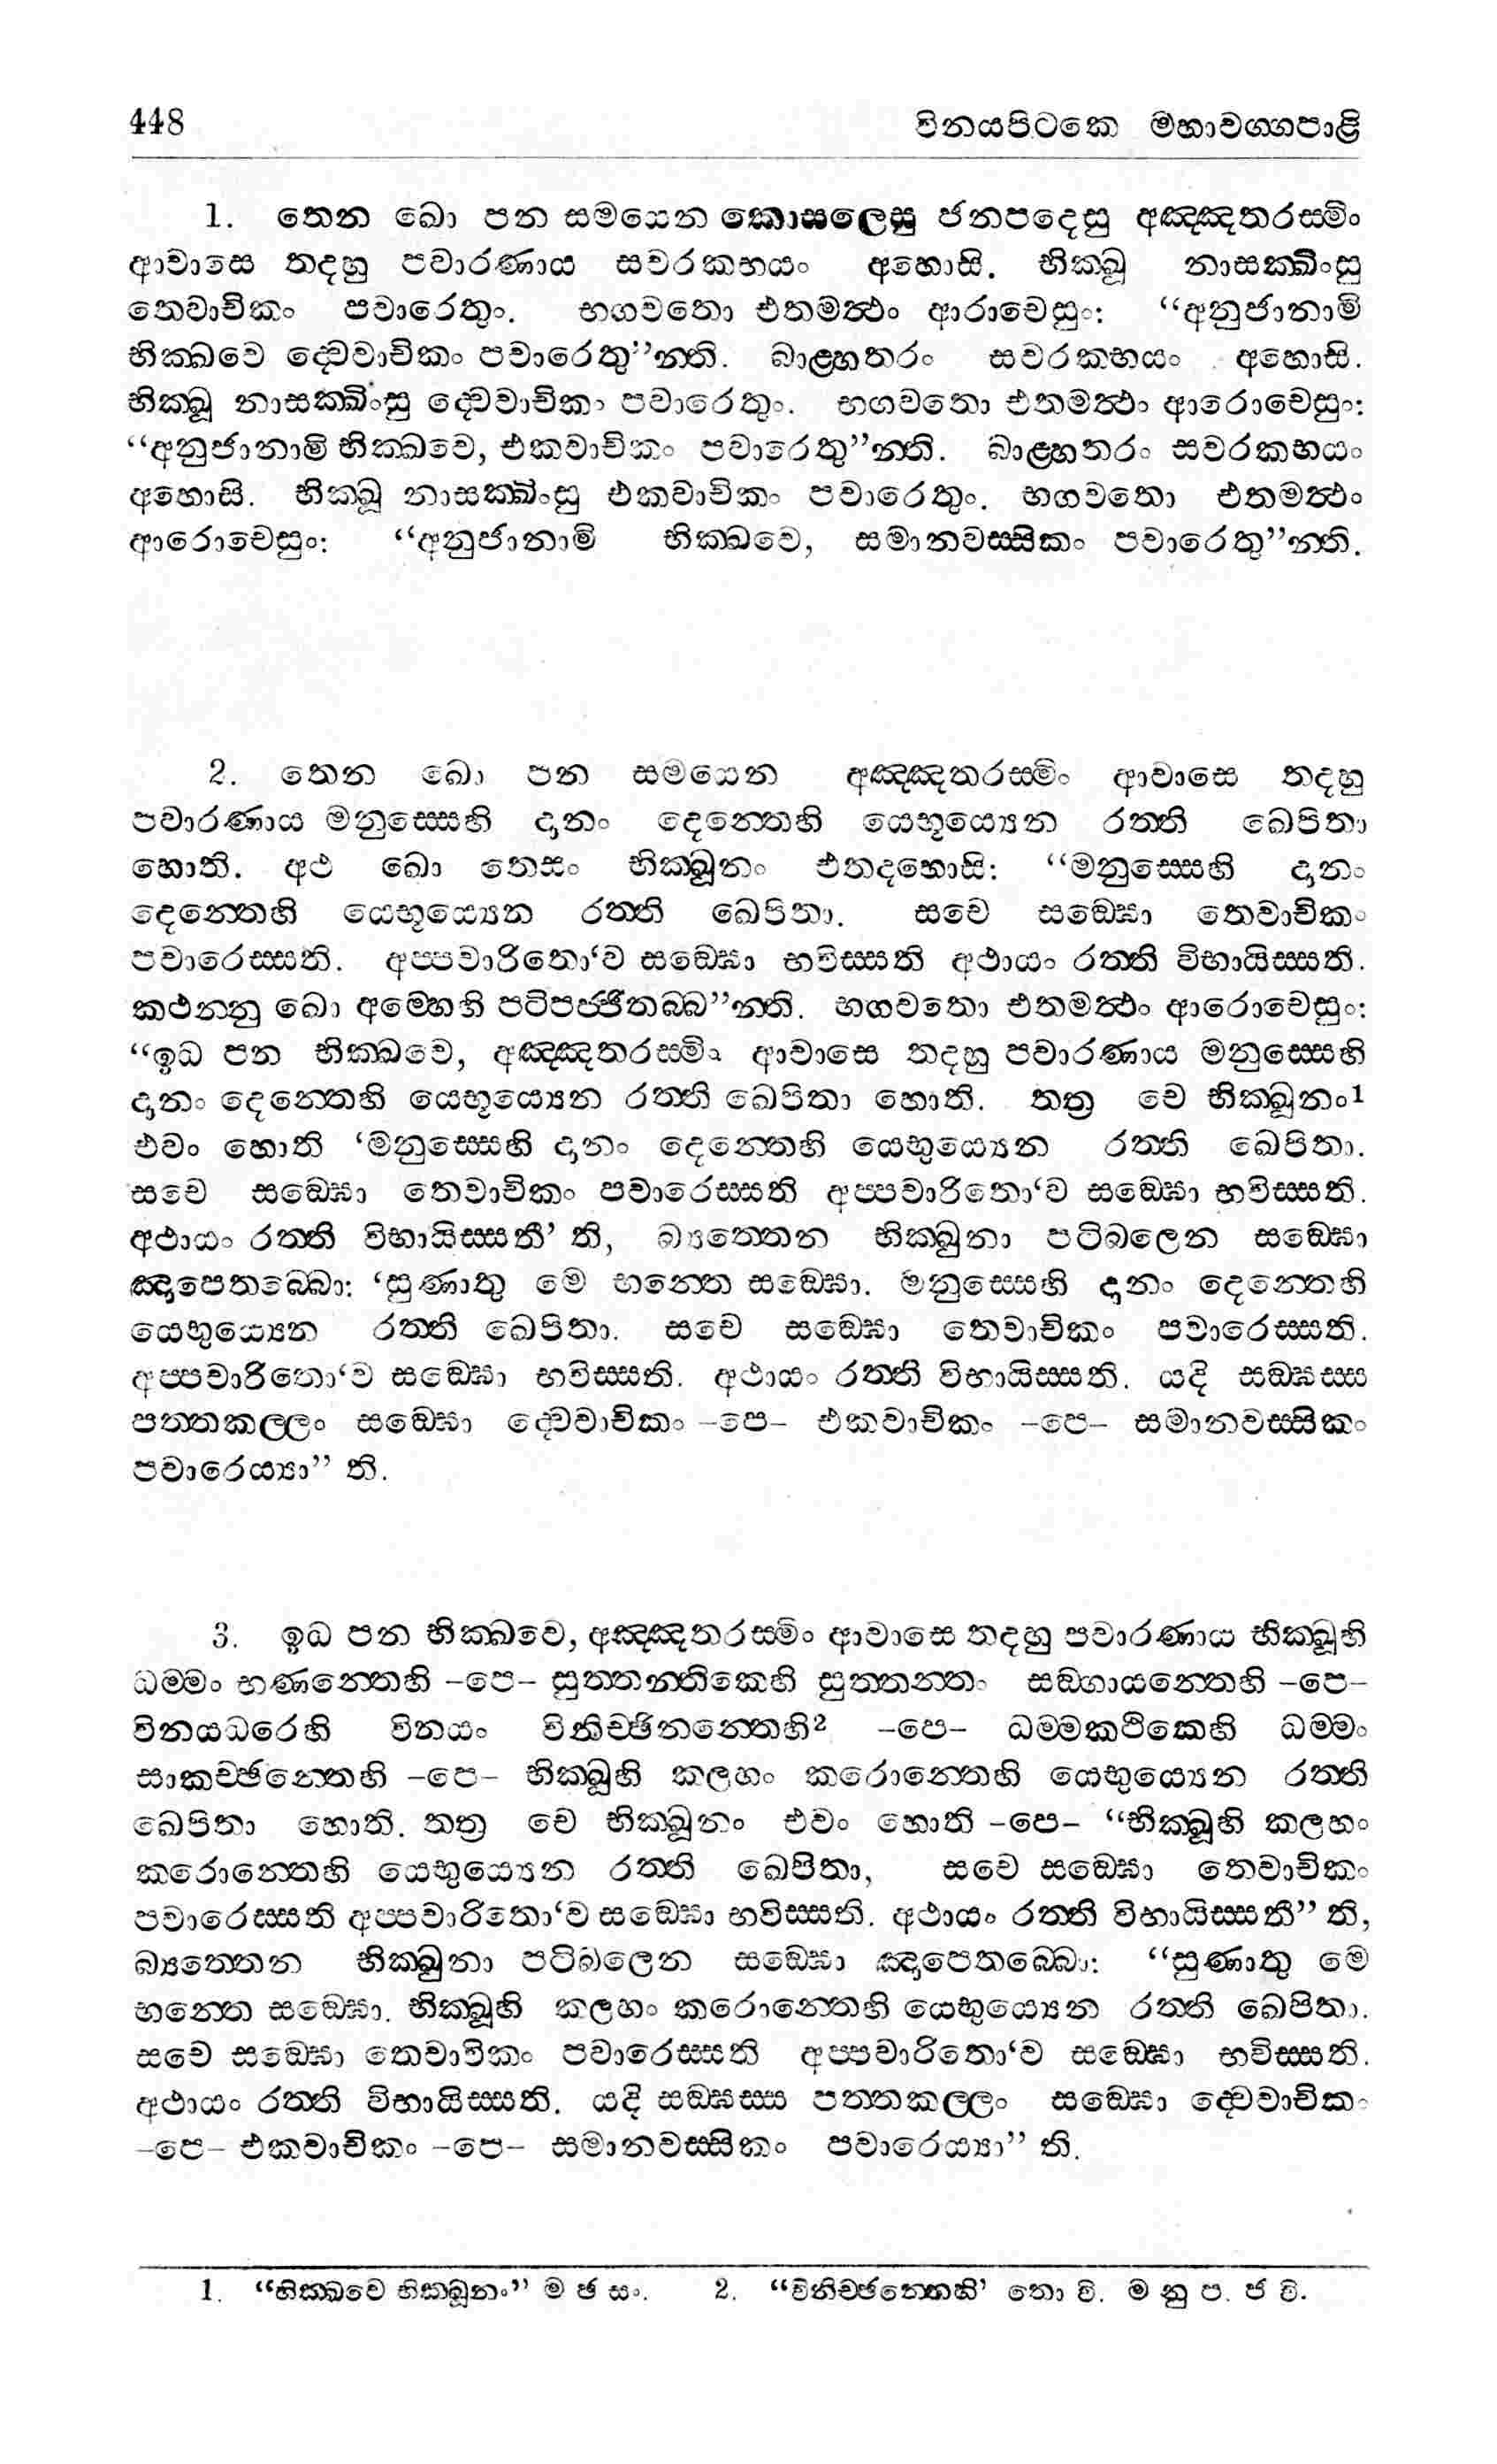 448 විනයපිටකෙ මහාවග්ගපාළි
1. තෙන ඛො පන සමයෙන කොසලෙසු ජනපදෙසු අඤ්ඤතරස්මිං
ආවාසෙ තදහු පවාරණාය සවරකභයං අහොසි. භික්ඛූ නාසක්ඛිංසු
තෙවාචිකං පවාරෙතුං. භගවතො එතමත්ථං ආරාචෙසුං: “අනුජානාමි
භික්ඛවෙ ද්වෙවාචිකං පවාරෙතු”න්ති. බාළ්හතරං සවරකභයං අහොසි.
භික්ඛූ නාසක්ඛිංසු ද්වෙවාචිකං පවාරෙතුං. භගවතො එතමත්ථං ආරොචෙසුං:
“අනුජානාමි භික්ඛවෙ, එකවාචිකං පවාරෙතු”න්ති. බාළ්හතරං සවරකභයං
අහොසි. භික්ඛූ නාසක්ඛිංසු එකවාචිකං පවාරෙතුං. භගවතො එතමත්ථං
ආරොචෙසුං: “අනුජානාමි භික්ඛවෙ, සමානවස්සිකං පවාරෙතු”න්ති.
2. තෙන ඛො පන සමයෙන අඤ්ඤතරස්මිං ආවාසෙ තදහු
පවාරණාය මනුස්සෙහි දානං දෙන්තෙහි යෙභූය්‍යෙන රත්ති ඛෙපිතා
හොති. අථ ඛො තෙසං භික්ඛූනං එතදහොසි: “මනුස්සෙහි දානං
දෙන්තෙහි යෙභූය්‍යෙන රත්ති ඛෙපිතා. සචෙ සඞ්ඝො තෙවාචිකං
පවාරෙස්සති. අප්පවාරිතො‘ව සඞ්ඝො භවිස්සති අථායං රත්ති විභායිස්සති.
කථන්නු ඛො අම්හෙහි පටිපජ්ජිතබ්බ”න්ති. භගවතො එතමත්ථං ආරොචෙසුං:
“ඉධ පන භික්ඛවෙ, අඤ්ඤතරස්මිං ආවාසෙ තදහු පවාරණාය මනුස්සෙහි
දානං දෙන්තෙහි යෙභූය්‍යෙන රත්ති ඛෙපිතා හොති. තත්‍ර චෙ භික්ඛූනං1
එවං හොති ‘මනුස්සෙහි දානං දෙන්තෙහි යෙභුය්‍යෙන රත්ති ඛෙපිතා.
සචෙ සඞ්ඝො තෙවාචිකං පවාරෙස්සති අප්පවාරිතො‘ව සඞ්ඝො භවිස්සති.
අථායං රත්ති විභායිස්සතී’ ති, බ්‍යත්තෙන භික්ඛුනා පටිබලෙන සඞ්ඝො
ඤාපෙතබ්බො: ‘සුණාතු මෙ භන්තෙ සඞ්ඝො. මනුස්සෙහි දානං දෙන්තෙහි
යෙභුය්‍යෙන රත්ති ඛෙපිතා. සචෙ සඞ්ඝො තෙවාචිකං පවාරෙස්සති.
අප්පවාරිතො‘ව සඞ්ඝො භවිස්සති. අථායං රත්ති විභායිස්සති. යදි සඞ්ඝස්ස
පත්තකල්ලං සඞ්ඝො ද්වෙවාචිකං –පෙ– එකවාචිකං –පෙ– සමානවස්සිකං
පවාරෙය්‍යා” ති.
3. ඉධ පන භික්ඛවෙ, අඤ්ඤතරස්මිං ආවාසෙ තදහු පවාරණාය භික්ඛූහි
ධම්මං භණන්තෙහි –පෙ– සුත්තන්තිකෙහි සුත්තන්තං සඞ්ගායන්තෙහි –පෙ–
විනයධරෙහි විනයං විනිච්ඡිනන්තෙහි2 –පෙ– ධම්මකථිකෙහි ධම්මං
සාකච්ඡන්තෙහි –පෙ– භික්ඛූහි කලහං කරොන්තෙහි යෙභුය්‍යෙන රත්ති
ඛෙපිතා හොති. තත්‍ර චෙ භික්ඛූනං එවං හොති –පෙ– “භික්ඛූහි කලහං
කරොන්තෙහි යෙභුය්‍යෙන රත්ති ඛෙපිතා, සචෙ සඞ්ඝො තෙවාචිකං
පවාරෙස්සති අප්පවාරිතො‘ව සඞ්ඝො භවිස්සති. අථායං රත්ති විභායිස්සතී” ති,
බ්‍යත්තෙන භික්ඛුනා පටිබලෙන සඞ්ඝො ඤාපෙතබ්බො: “සුණාතු මෙ
භන්තෙ සඞ්ඝො. භික්ඛූහි කලහං කරොන්තෙහි යෙභුය්‍යෙන රත්ති ඛෙපිතා.
සචෙ සඞ්ඝො තෙවාචිකං පවාරෙස්සති අප්පවාරිතො‘ව සඞ්ඝො භවිස්සති.
අථායං රත්ති විභායිස්සති. යදි සඞ්ඝස්ස පත්තකල්ලං සඞ්ඝො ද්වෙවාචිකං
–පෙ– එකවාචිකං –පෙ– සමානවස්සිකං පවාරෙය්‍යා” ති.
1. “භික්ඛවෙ භික්ඛූනං” ම ඡ සං. 2. “විනිච්ඡන්තෙහි’ තො වි. ම නු ප. ජ වි.